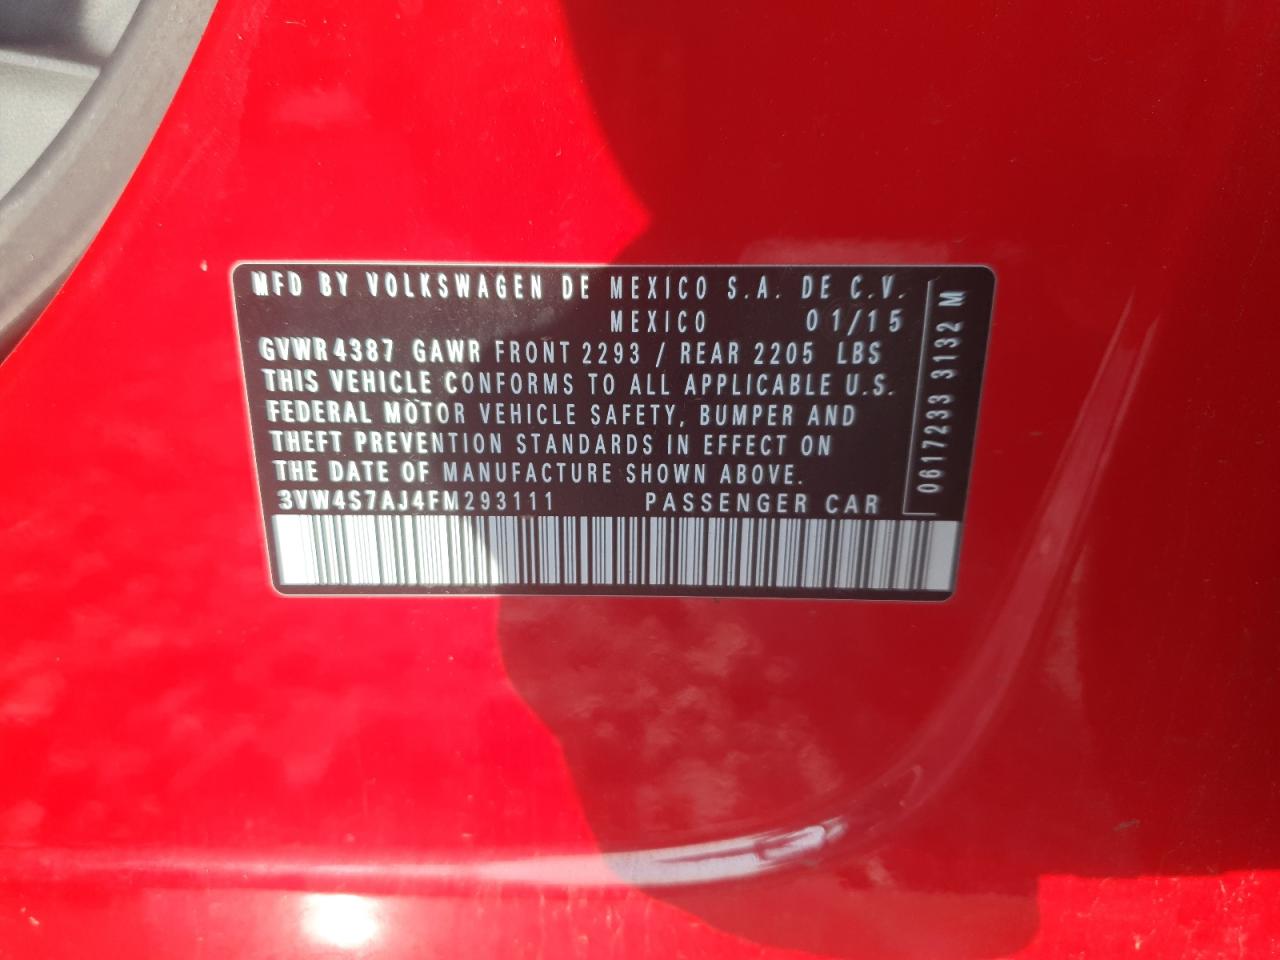 MFD BY VOLKSWAGEN DE MEXICO S.A. DE C.V.
MEXICO 01/15
GVWR 4387 GAWR FRONT 2293 / REAR 2205 LBS
THIS VEHICLE CONFORMS TO ALL APPLICABLE U.S.
FEDERAL MOTOR VEHICLE SAFETY, BUMPER AND
THEFT PREVENTION STANDARDS IN EFFECT ON
THE DATE OF MANUFACTURE SHOWN ABOVE.
3VW4S7AJ4FM293111 PASSENGER CAR
0617233 3132 M